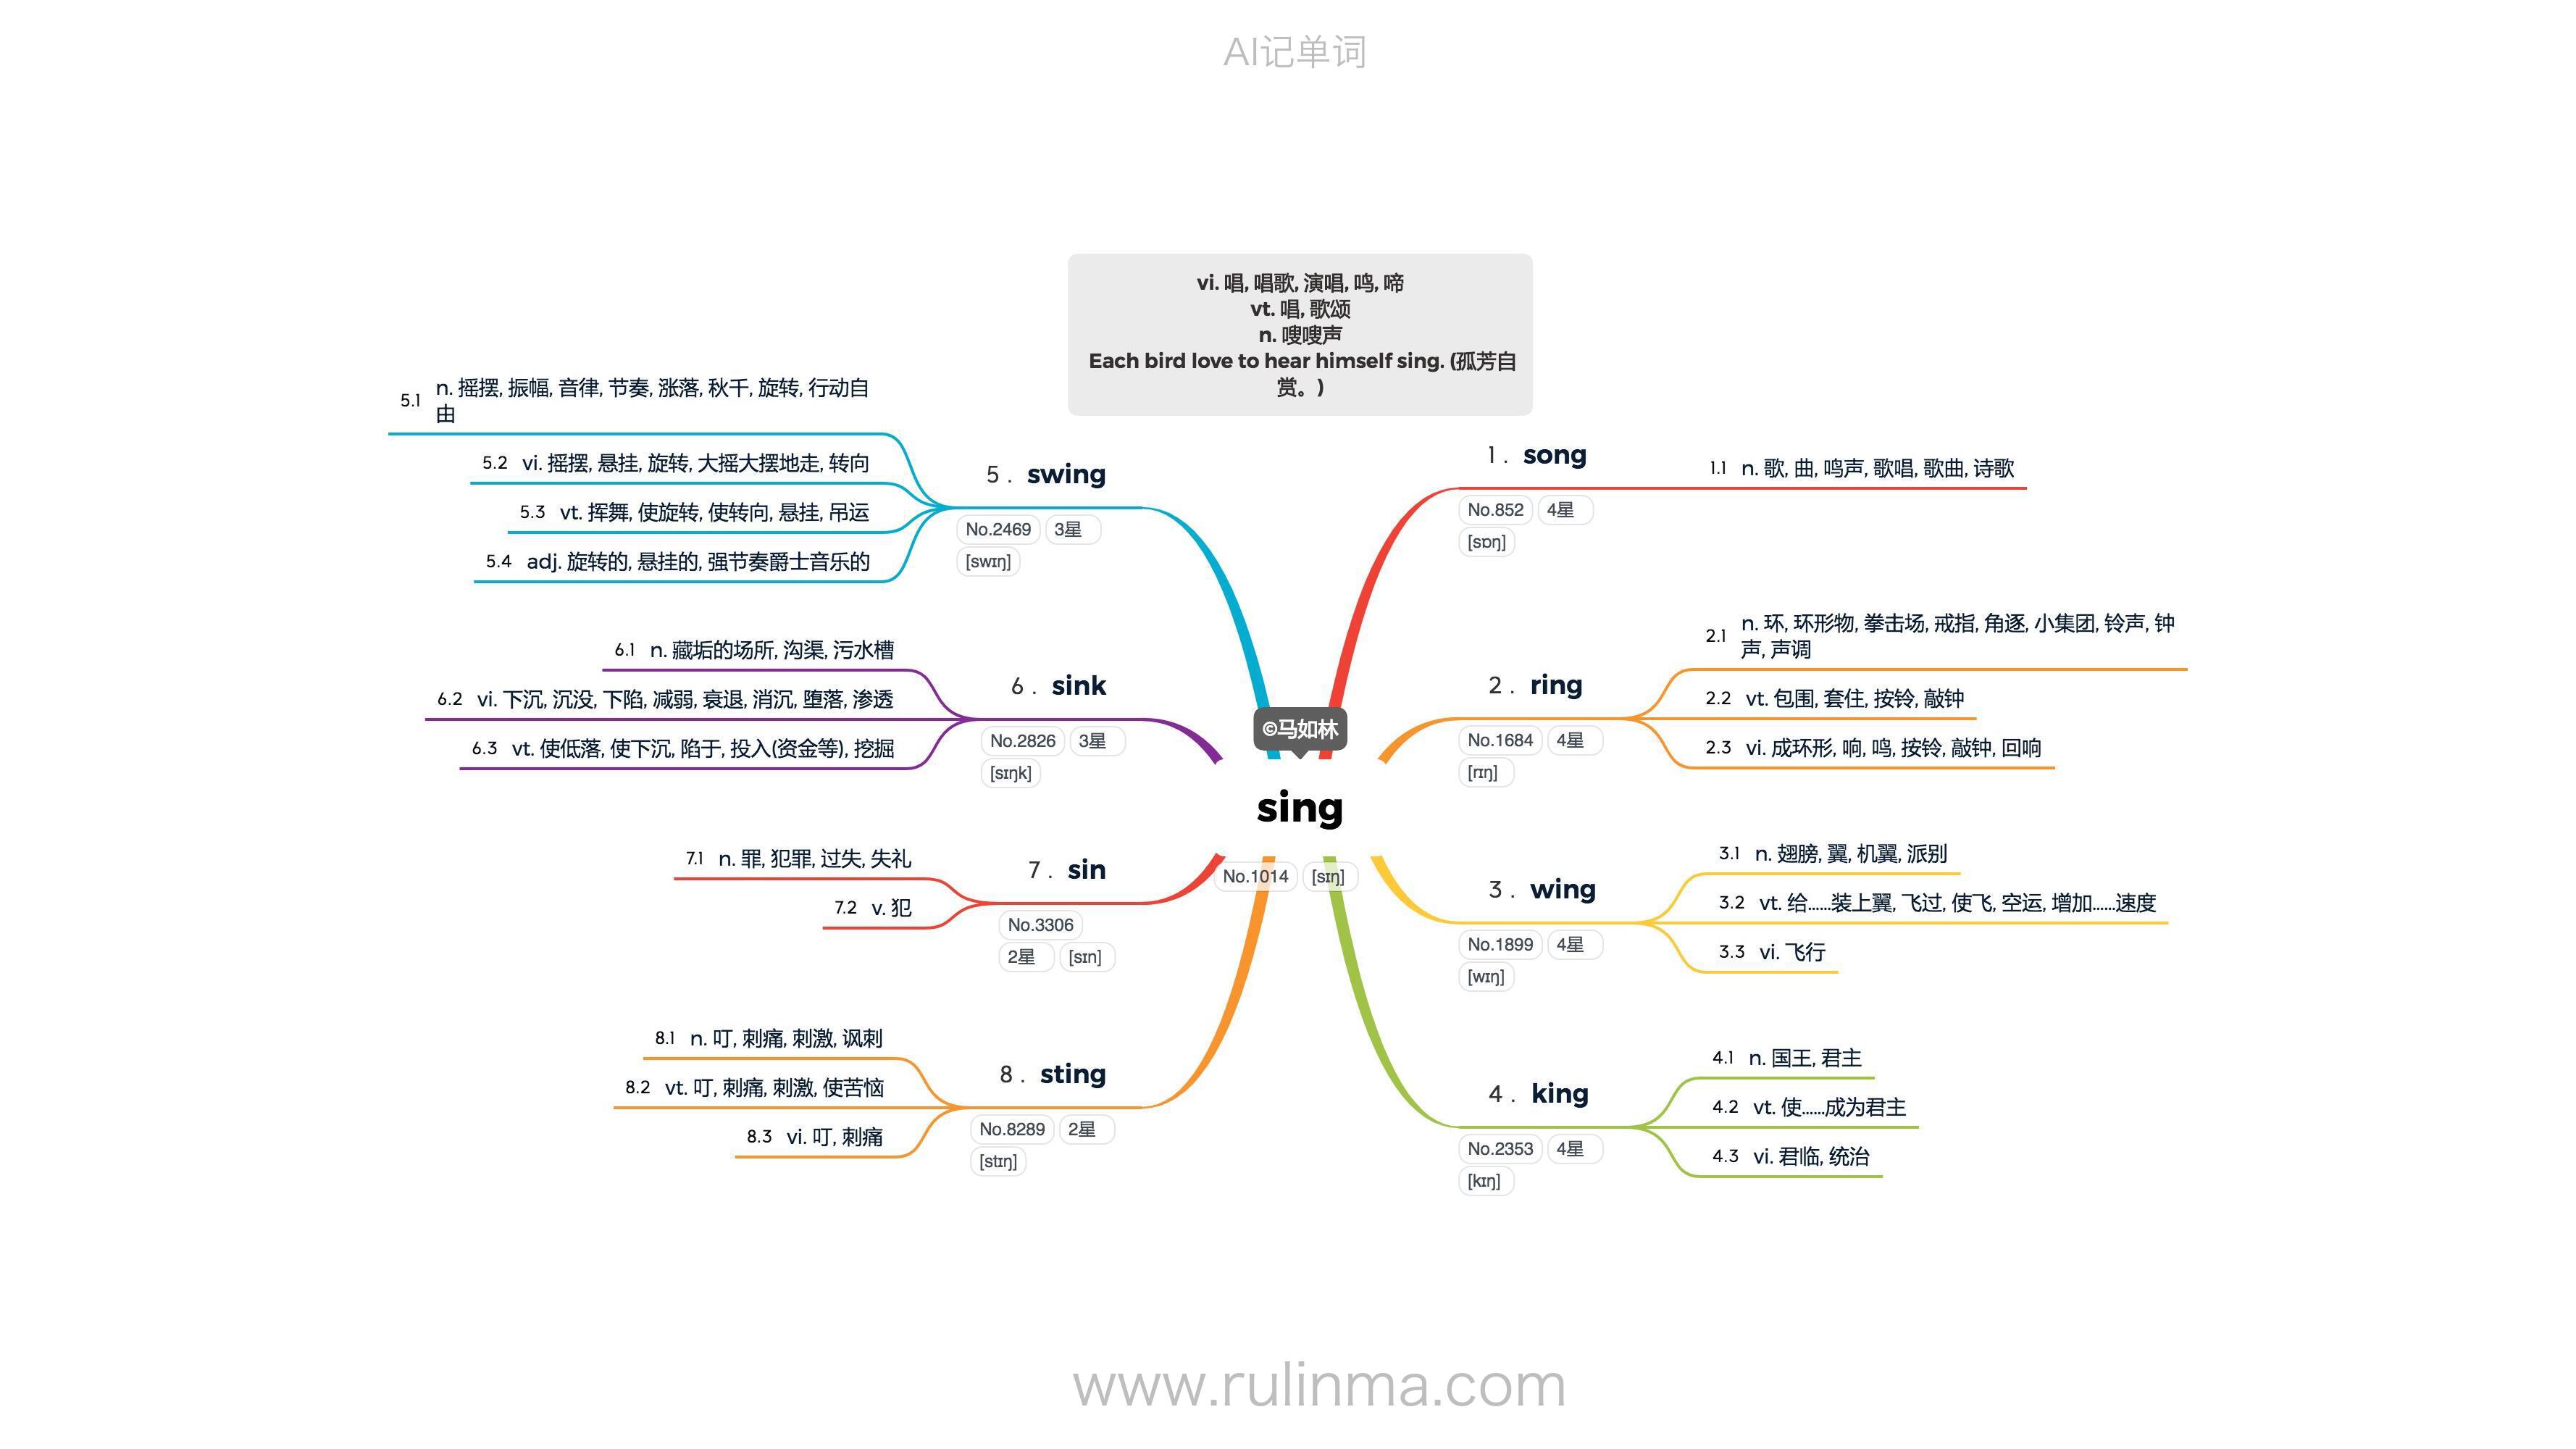 AI记单词
vi. 唱, 唱歌, 演唱, 鸣, 啼
vt. 唱, 歌颂
n. 嗖嗖声
Each bird love to hear himself sing. (孤芳自
赏。)
©马如林
sing
No.1014 [sɪŋ]
1 . song
No.852 4星
[sɒŋ]
1.1 n. 歌, 曲, 鸣声, 歌唱, 歌曲, 诗歌
2 . ring
No.1684 4星
[rɪŋ]
2.1 n. 环, 环形物, 拳击场, 戒指, 角逐, 小集团, 铃声, 钟
声, 声调
2.2 vt. 包围, 套住, 按铃, 敲钟
2.3 vi. 成环形, 响, 鸣, 按铃, 敲钟, 回响
3 . wing
No.1899 4星
[wɪŋ]
3.1 n. 翅膀, 翼, 机翼, 派别
3.2 vt. 给……装上翼, 飞过, 使飞, 空运, 增加……速度
3.3 vi. 飞行
4 . king
No.2353 4星
[kɪŋ]
4.1 n. 国王, 君主
4.2 vt. 使……成为君主
4.3 vi. 君临, 统治
5 . swing
No.2469 3星
[swɪŋ]
5.1 n. 摇摆, 振幅, 音律, 节奏, 涨落, 秋千, 旋转, 行动自
由
5.2 vi. 摇摆, 悬挂, 旋转, 大摇大摆地走, 转向
5.3 vt. 挥舞, 使旋转, 使转向, 悬挂, 吊运
5.4 adj. 旋转的, 悬挂的, 强节奏爵士音乐的
6 . sink
No.2826 3星
[sɪŋk]
6.1 n. 藏垢的场所, 沟渠, 污水槽
6.2 vi. 下沉, 沉没, 下陷, 减弱, 衰退, 消沉, 堕落, 渗透
6.3 vt. 使低落, 使下沉, 陷于, 投入(资金等), 挖掘
7 . sin
No.3306
2星 [sɪn]
7.1 n. 罪, 犯罪, 过失, 失礼
7.2 v. 犯
8 . sting
No.8289 2星
[stɪŋ]
8.1 n. 叮, 刺痛, 刺激, 讽刺
8.2 vt. 叮, 刺痛, 刺激, 使苦恼
8.3 vi. 叮, 刺痛
www.rulinma.com